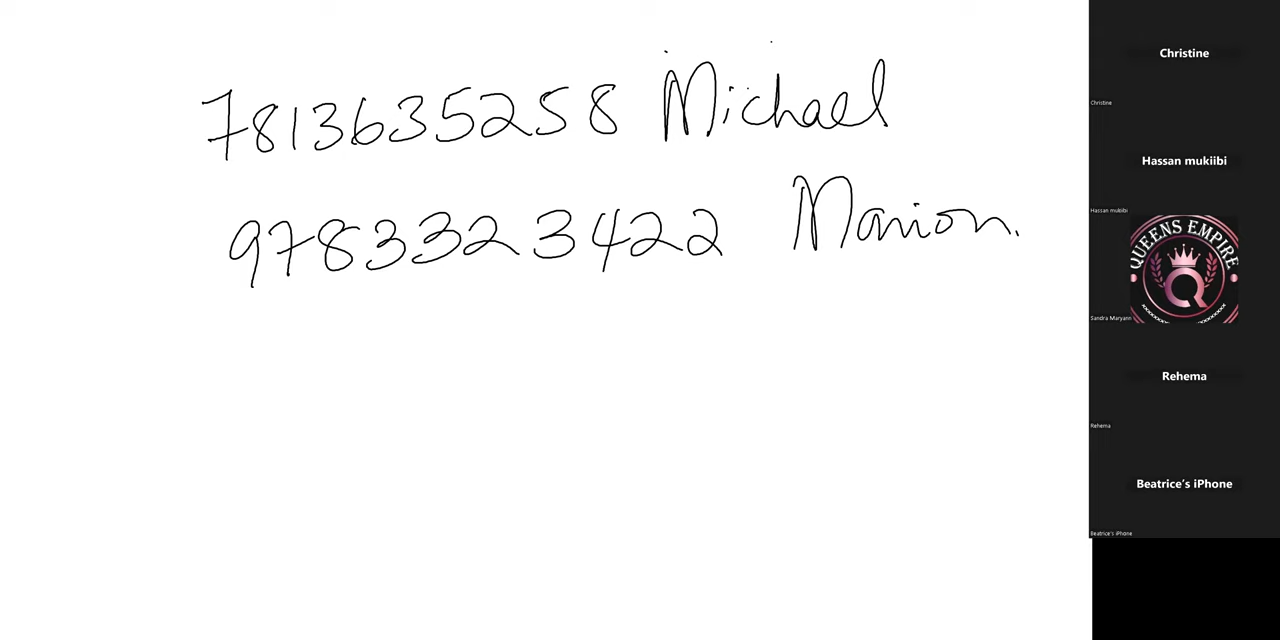 7813635258 Michael
9783323422 Marion.
Christine
Christine
Hassan mukiibi
Hassan mukiibi
QUEENS EMPIRE
Q
Sandra Maryann
Rehema
Rehema
Beatrice's iPhone
Beatrice's iPhone